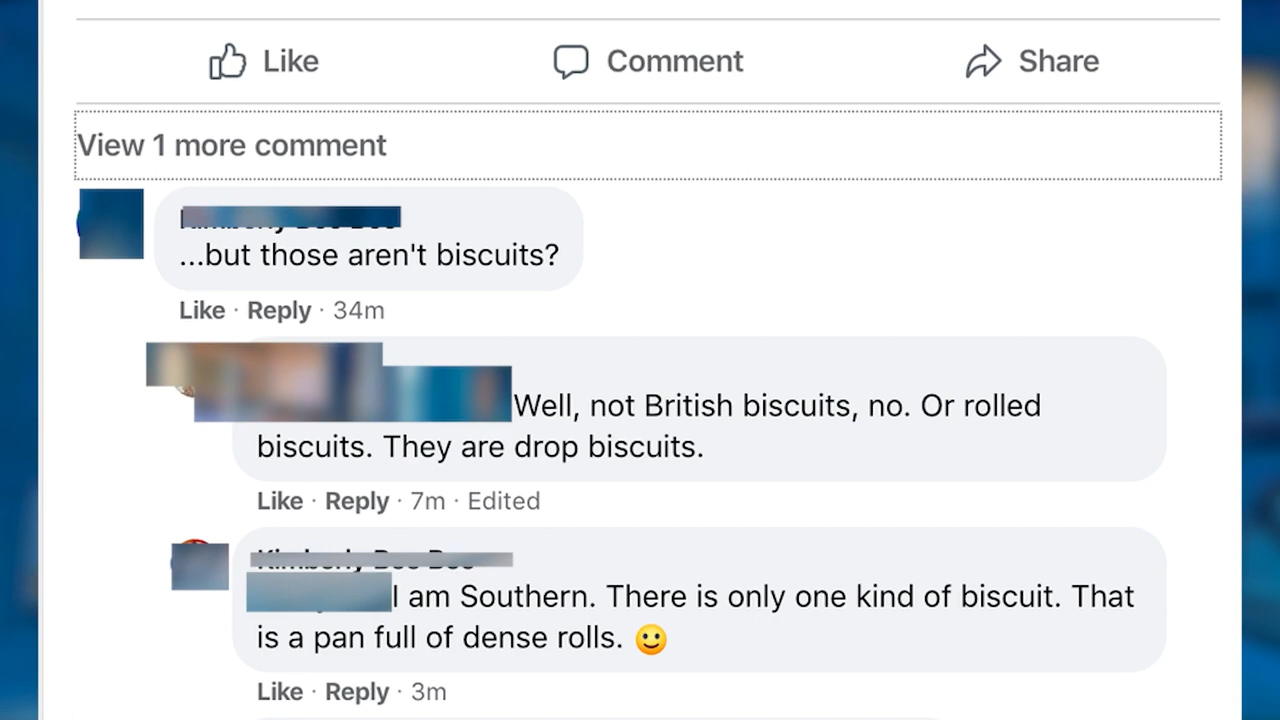 Like
Comment
Share
View 1 more comment
...but those aren't biscuits?
Like · Reply · 34m
Well, not British biscuits, no. Or rolled
biscuits. They are drop biscuits.
Like · Reply · 7m · Edited
I am Southern. There is only one kind of biscuit. That
is a pan full of dense rolls. 🙂
Like · Reply · 3m